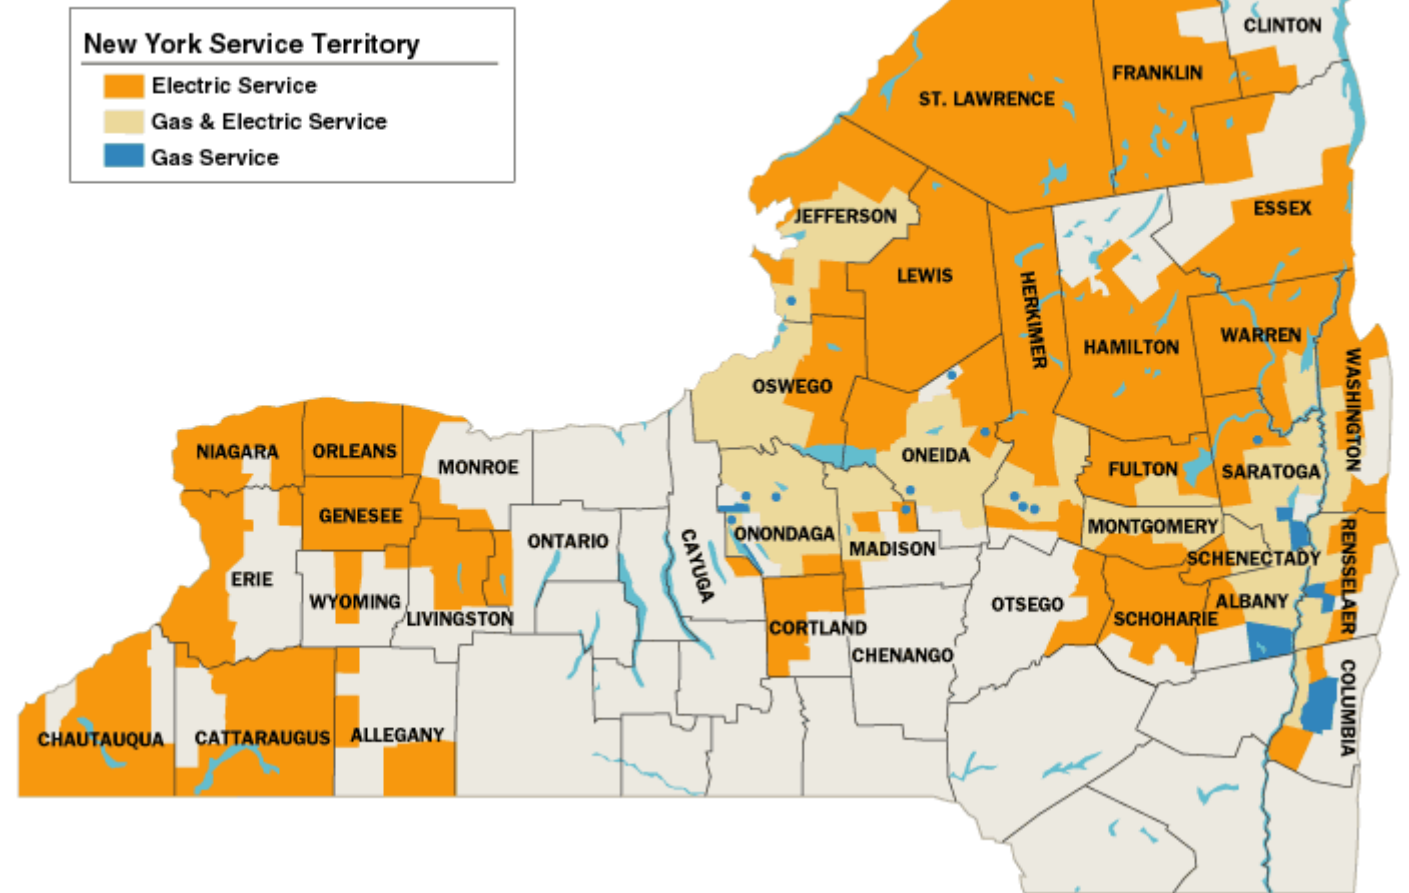 New York Service Territory
Electric Service
Gas & Electric Service
Gas Service
CLINTON
FRANKLIN
ST. LAWRENCE
JEFFERSON
ESSEX
LEWIS
HERKIMER
HAMILTON
WARREN
WASHINGTON
OSWEGO
NIAGARA
ORLEANS
MONROE
ONEIDA
FULTON
SARATOGA
GENESEE
ONTARIO
CAYUGA
ONONDAGA
MADISON
MONTGOMERY
SCHENECTADY
RENSSELAER
ERIE
WYOMING
LIVINGSTON
CORTLAND
CHENANGO
OTSEGO
SCHOHARIE
ALBANY
COLUMBIA
CHAUTAUQUA
CATTARAUGUS
ALLEGANY